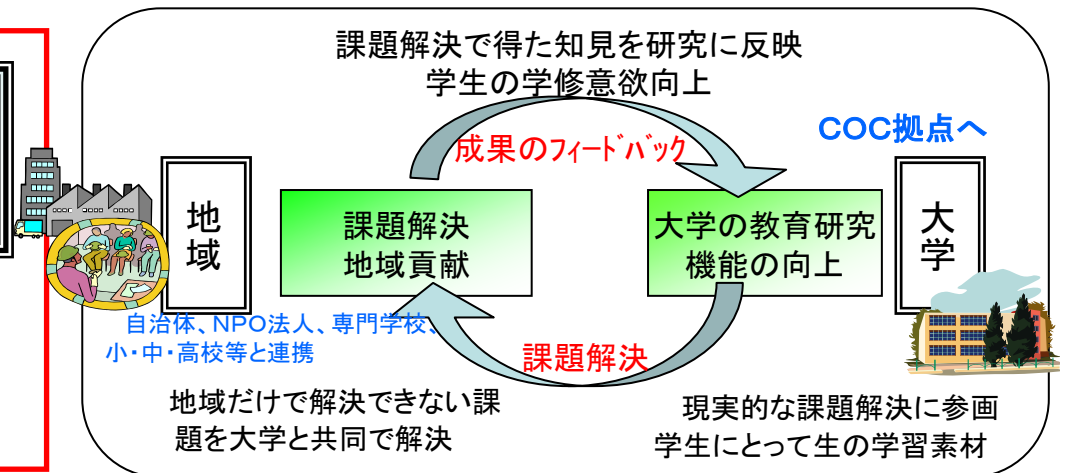 課題解決で得た知見を研究に反映
学生の学修意欲向上
COC拠点へ
成果のフィードバック
地域
課題解決
地域貢献
大学の教育研究
機能の向上
大学
自治体、NPO法人、専門学校、
小・中・高校等と連携
課題解決
地域だけで解決できない課
題を大学と共同で解決
現実的な課題解決に参画
学生にとって生の学習素材